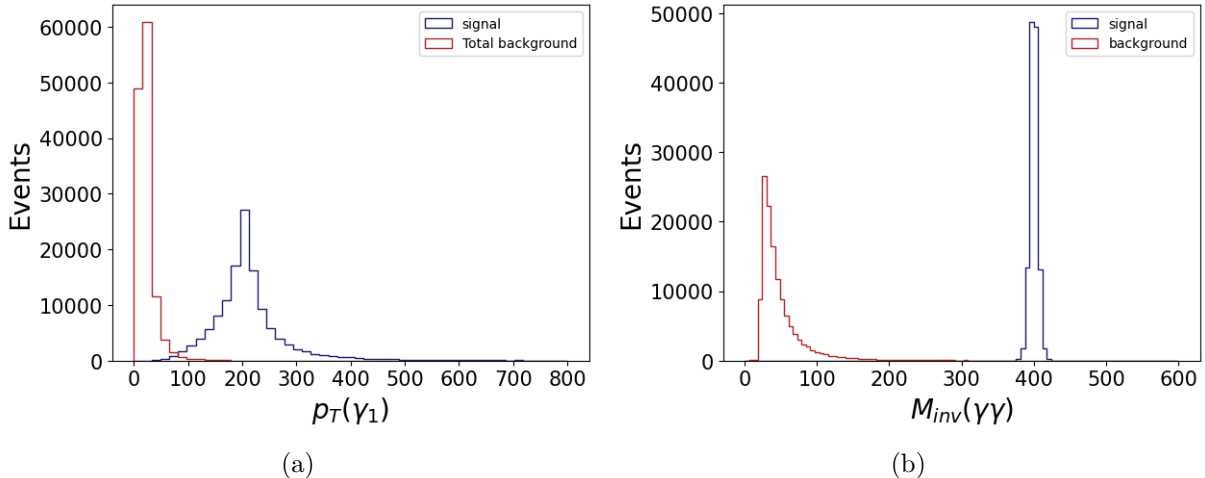 60000
50000
40000
30000
20000
10000
0
Events
0 100 200 300 400 500 600 700 800
p_T(γ_1)
signal
Total background
(a)
50000
40000
30000
20000
10000
0
Events
0 100 200 300 400 500 600
M_{inv}(γγ)
signal
background
(b)